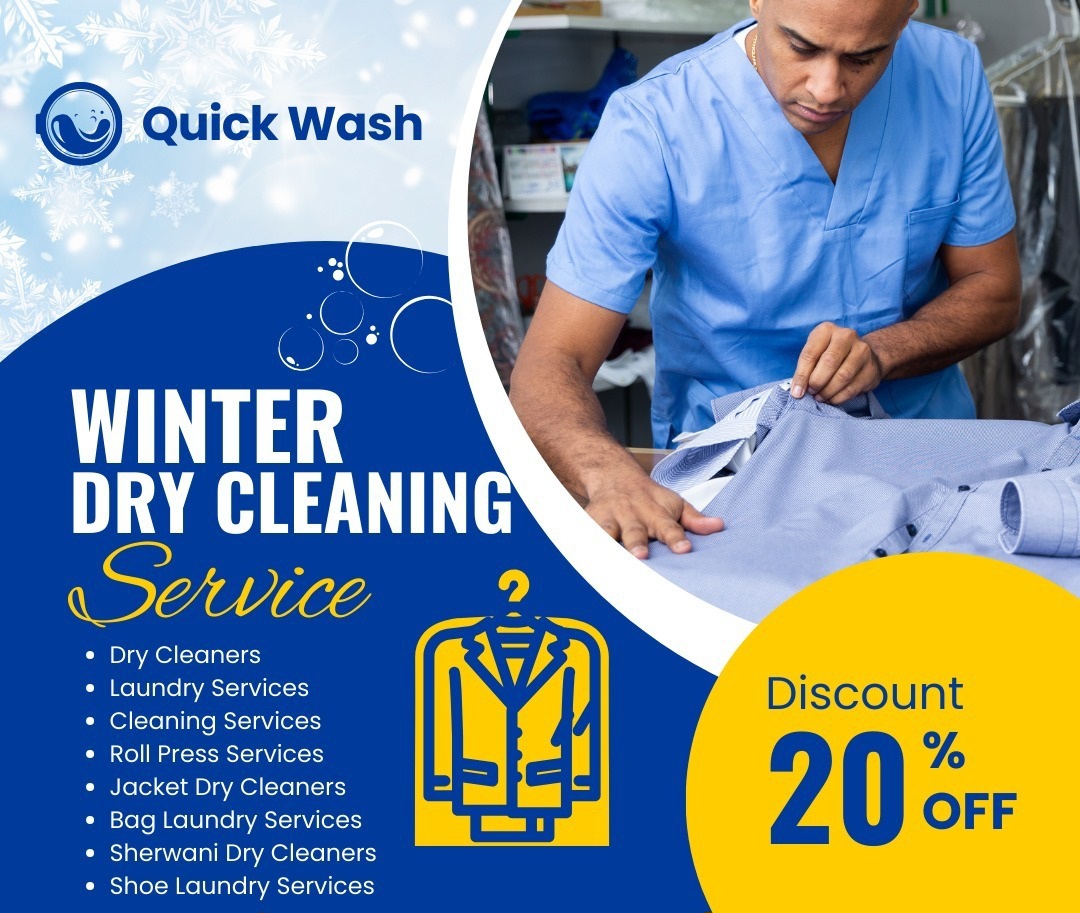 Quick Wash
WINTER
DRY CLEANING
Service
• Dry Cleaners
• Laundry Services
• Cleaning Services
• Roll Press Services
• Jacket Dry Cleaners
• Bag Laundry Services
• Sherwani Dry Cleaners
• Shoe Laundry Services
Discount
20 % OFF